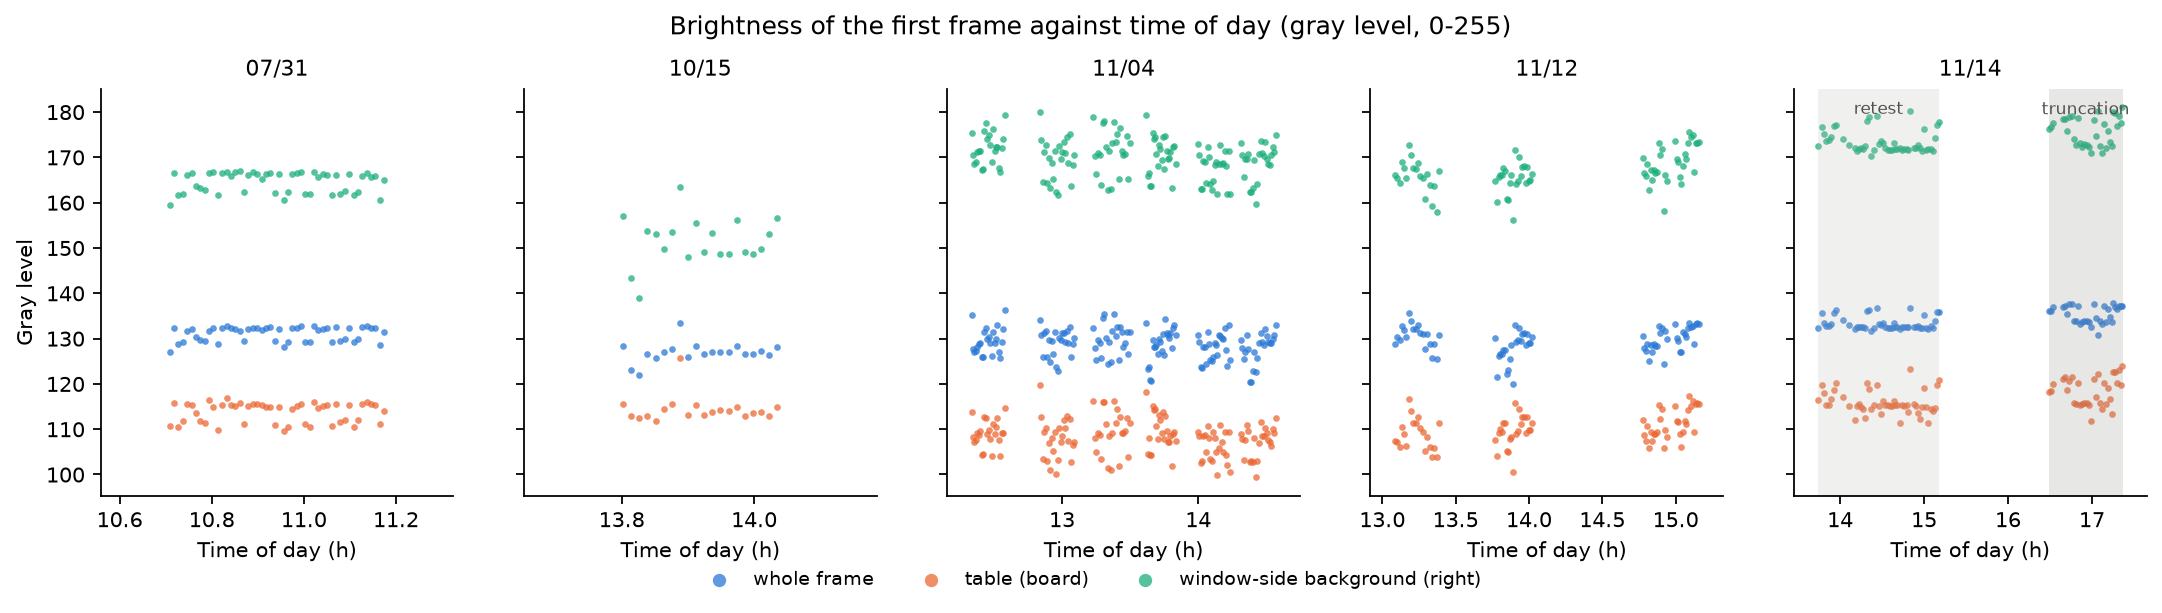 Brightness of the first frame against time of day (gray level, 0-255)
07/31
10/15
11/04
11/12
11/14
retest
truncation
Gray level
180
170
160
150
140
130
120
110
100
10.6 10.8 11.0 11.2
13.8 14.0
13 14
13.0 13.5 14.0 14.5 15.0
14 15 16 17
Time of day (h)
Time of day (h)
Time of day (h)
Time of day (h)
Time of day (h)
whole frame
table (board)
window-side background (right)